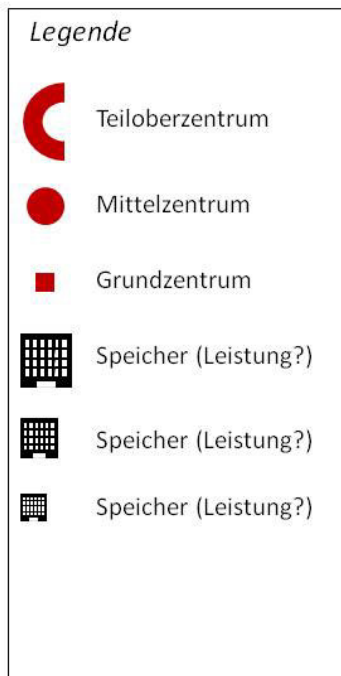 Legende
Teiloberzentrum
Mittelzentrum
Grundzentrum
Speicher (Leistung?)
Speicher (Leistung?)
Speicher (Leistung?)